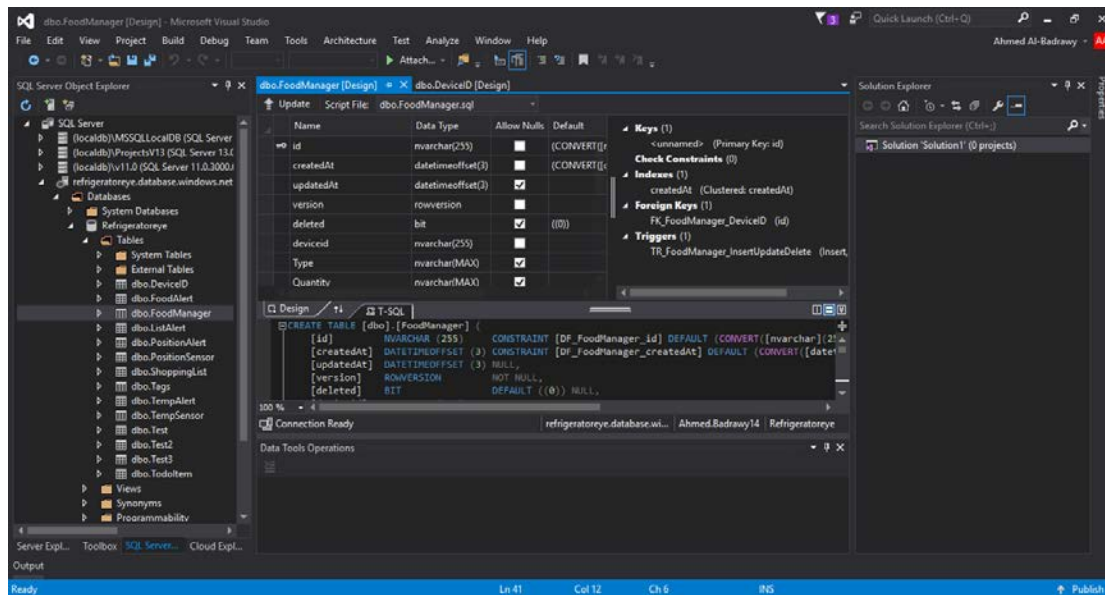 dbo.FoodManager [Design] - Microsoft Visual Studio
3
Quick Launch (Ctrl+Q)
File Edit View Project Build Debug Team Tools Architecture Test Analyze Window Help
Ahmed Al-Badrawy
Attach...
SQL Server Object Explorer
SQL Server
(localdb)\MSSQLLocalDB (SQL Server
(localdb)\ProjectsV13 (SQL Server 13.0
(localdb)\v11.0 (SQL Server 11.0.3000.
refrigeratoreye.database.windows.net
Databases
System Databases
Refrigeratoreye
Tables
System Tables
External Tables
dbo.DeviceID
dbo.FoodAlert
dbo.FoodManager
dbo.ListAlert
dbo.PositionAlert
dbo.PositionSensor
dbo.ShoppingList
dbo.Tags
dbo.TempAlert
dbo.TempSensor
dbo.Test
dbo.Test2
dbo.Test3
dbo.TodoItem
Views
Synonyms
Programmability
Server Expl... Toolbox SQL Server... Cloud Expl...
dbo.FoodManager [Design] dbo.DeviceID [Design]
Update Script File: dbo.FoodManager.sql
Name Data Type Allow Nulls Default
id nvarchar(255) (CONVERT([n
createdAt datetimeoffset(3) (CONVERT([d
updatedAt datetimeoffset(3)
version rowversion
deleted bit ((0))
deviceid nvarchar(255)
Type nvarchar(MAX)
Quantity nvarchar(MAX)
Keys (1)
<unnamed> (Primary Key: id)
Check Constraints (0)
Indexes (1)
createdAt (Clustered: createdAt)
Foreign Keys (1)
FK_FoodManager_DeviceID (id)
Triggers (1)
TR_FoodManager_InsertUpdateDelete (Insert,
Design T-SQL
CREATE TABLE [dbo].[FoodManager] (
[id] NVARCHAR (255) CONSTRAINT [DF_FoodManager_id] DEFAULT (CONVERT([nvarchar](25
[createdAt] DATETIMEOFFSET (3) CONSTRAINT [DF_FoodManager_createdAt] DEFAULT (CONVERT([datet
[updatedAt] DATETIMEOFFSET (3) NULL,
[version] ROWVERSION NOT NULL,
[deleted] BIT DEFAULT ((0)) NULL,
100 %
Connection Ready refrigeratoreye.database.wi... Ahmed.Badrawy14 Refrigeratoreye
Data Tools Operations
Solution Explorer
Search Solution Explorer (Ctrl+;)
Solution 'Solution1' (0 projects)
Properties
Output
Ready Ln 41 Col 12 Ch 6 INS Publish